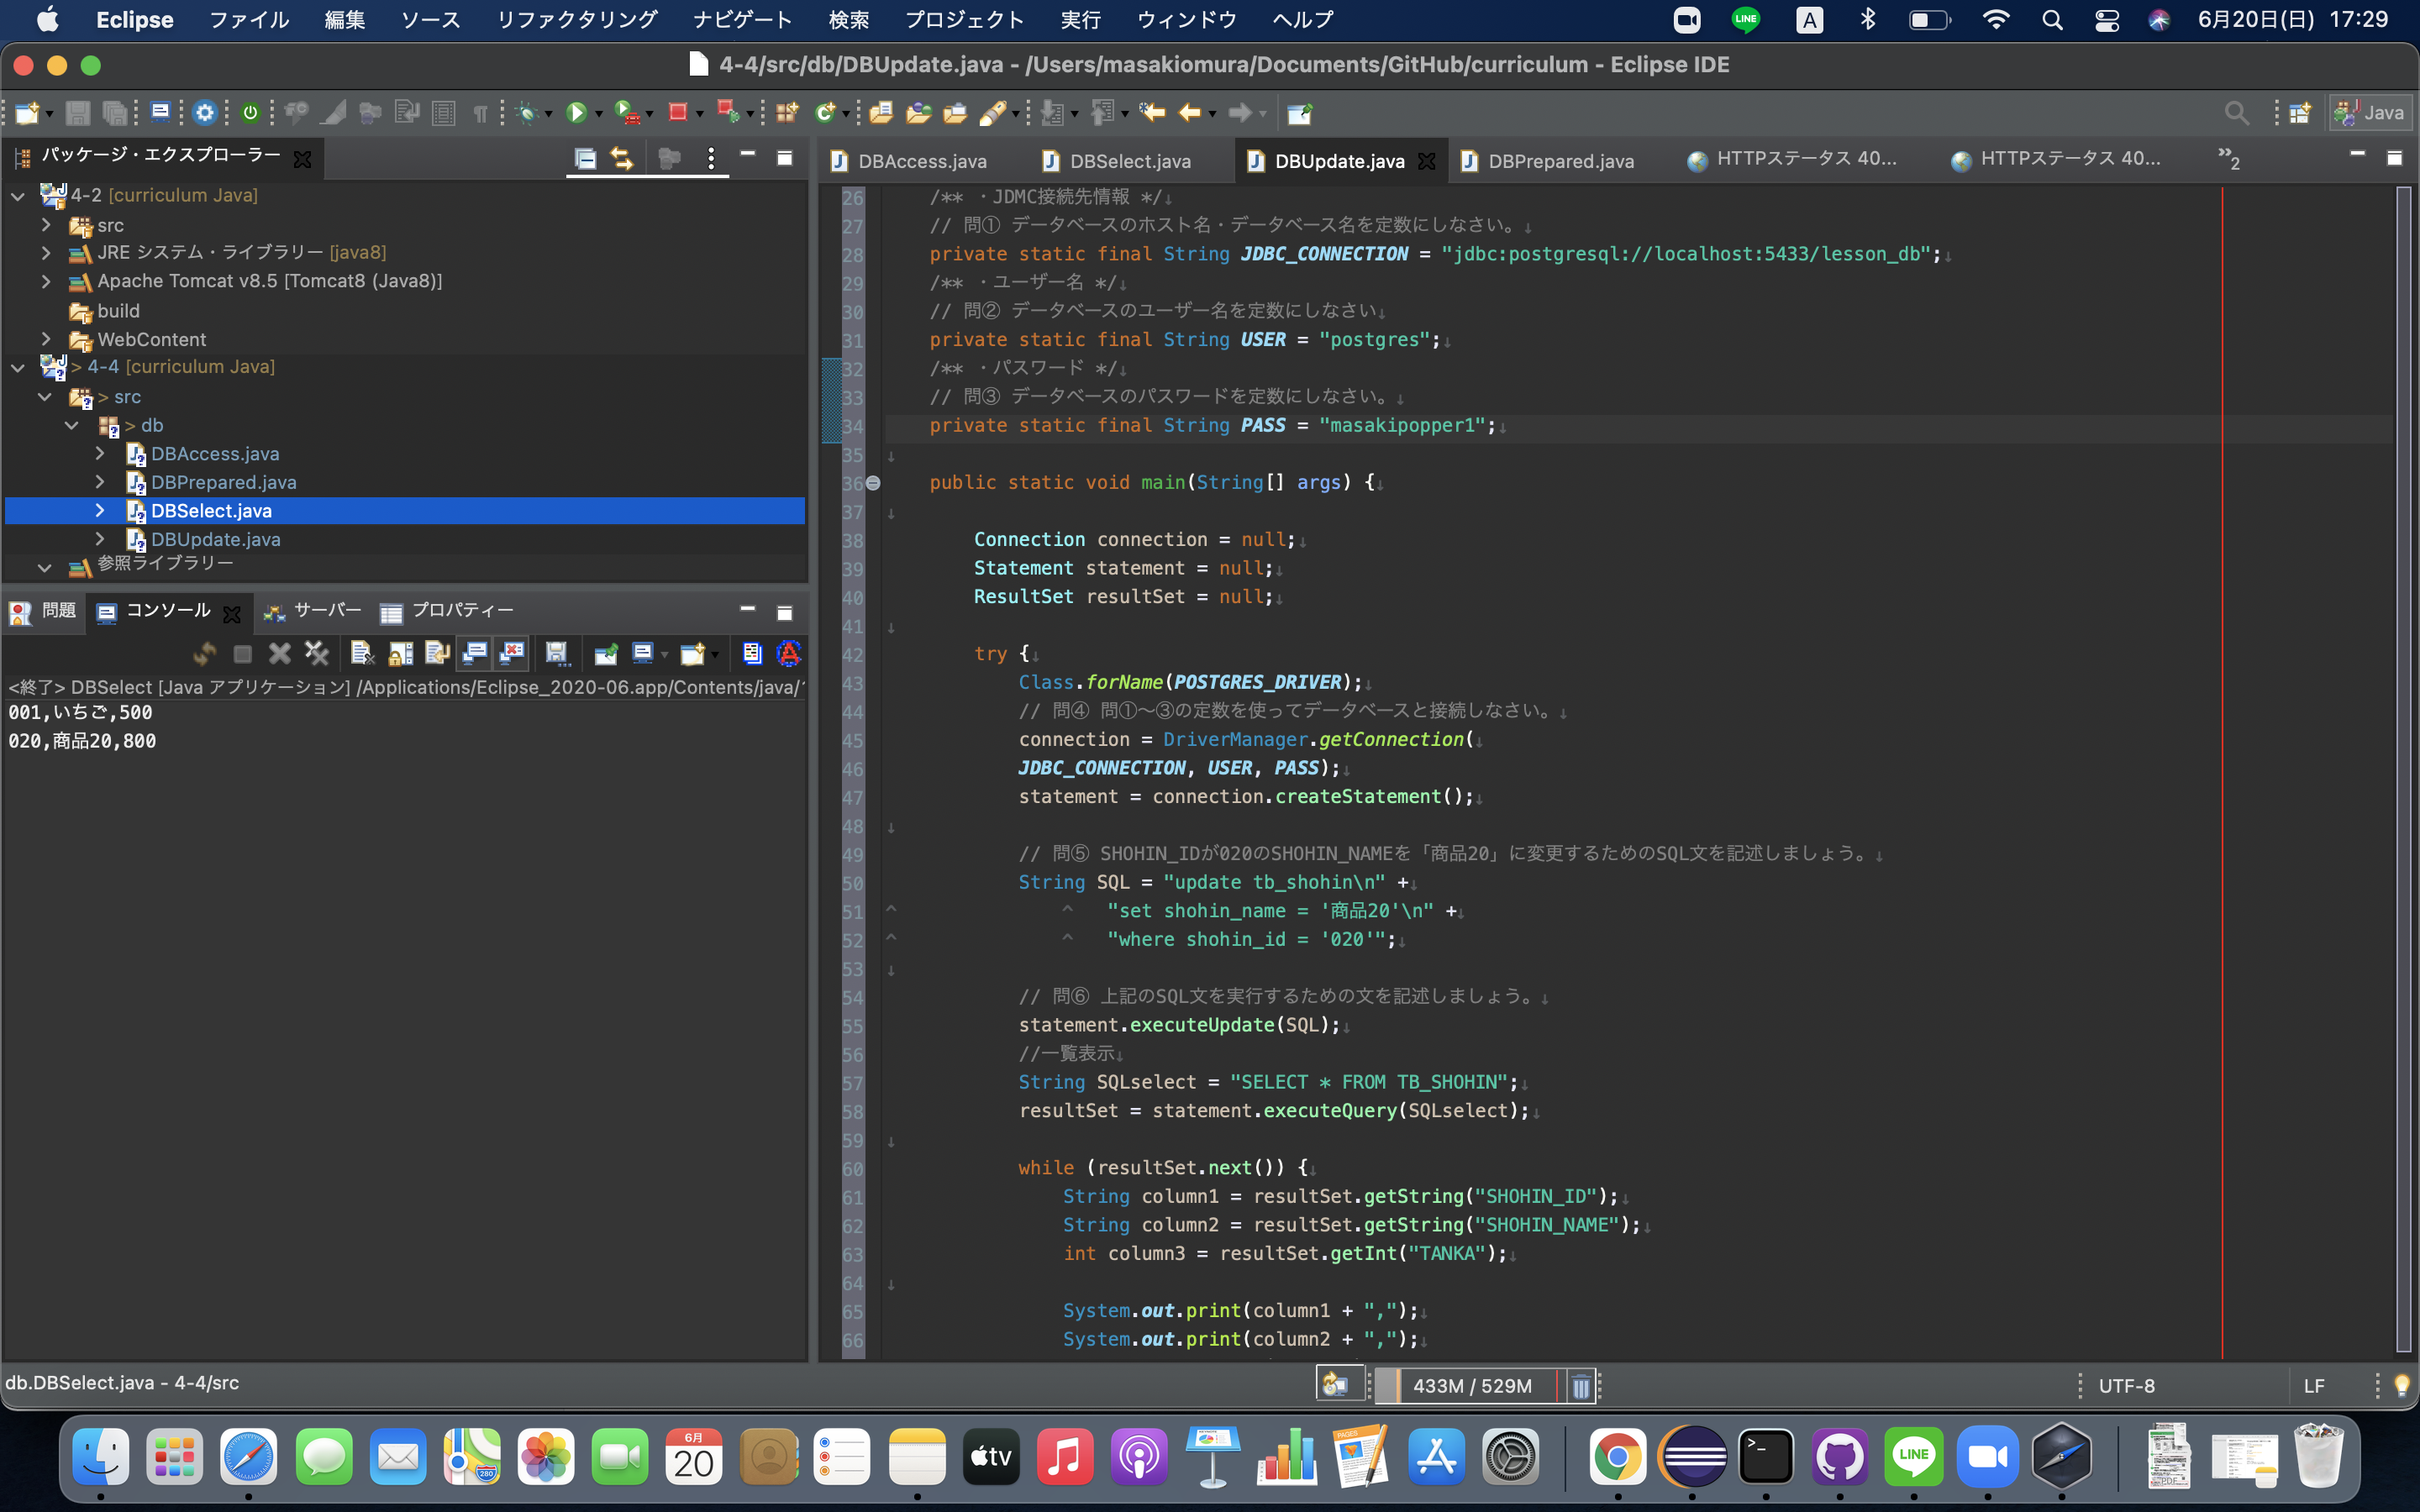 Eclipse ファイル 編集 ソース リファクタリング ナビゲート 検索 プロジェクト 実行 ウィンドウ ヘルプ LINE A 6月20日(日) 17:29
4-4/src/db/DBUpdate.java - /Users/masakiomura/Documents/GitHub/curriculum - Eclipse IDE
Java
パッケージ・エクスプローラー
4-2 [curriculum Java]
src
JRE システム・ライブラリー [java8]
Apache Tomcat v8.5 [Tomcat8 (Java8)]
build
WebContent
> 4-4 [curriculum Java]
> src
> db
DBAccess.java
DBPrepared.java
DBSelect.java
DBUpdate.java
参照ライブラリー
問題 コンソール サーバー プロパティー
<終了> DBSelect [Java アプリケーション] /Applications/Eclipse_2020-06.app/Contents/java/
001,いちご,500
020,商品20,800
DBAccess.java DBSelect.java DBUpdate.java DBPrepared.java HTTPステータス 40... HTTPステータス 40... »2
26 /** ・JDMC接続先情報 */↓
27 // 問① データベースのホスト名・データベース名を定数にしなさい。↓
28 private static final String JDBC_CONNECTION = "jdbc:postgresql://localhost:5433/lesson_db";↓
29 /** ・ユーザー名 */↓
30 // 問② データベースのユーザー名を定数にしなさい↓
31 private static final String USER = "postgres";↓
32 /** ・パスワード */↓
33 // 問③ データベースのパスワードを定数にしなさい。↓
34 private static final String PASS = "masakipopper1";↓
35 ↓
36 public static void main(String[] args) {↓
37 ↓
38 Connection connection = null;↓
39 Statement statement = null;↓
40 ResultSet resultSet = null;↓
41 ↓
42 try {↓
43 Class.forName(POSTGRES_DRIVER);↓
44 // 問④ 問①〜③の定数を使ってデータベースと接続しなさい。↓
45 connection = DriverManager.getConnection(↓
46 JDBC_CONNECTION, USER, PASS);↓
47 statement = connection.createStatement();↓
48 ↓
49 // 問⑤ SHOHIN_IDが020のSHOHIN_NAMEを「商品20」に変更するためのSQL文を記述しましょう。↓
50 String SQL = "update tb_shohin\n" +↓
51 ^ ^ "set shohin_name = '商品20'\n" +↓
52 ^ ^ "where shohin_id = '020'";↓
53 ↓
54 // 問⑥ 上記のSQL文を実行するための文を記述しましょう。↓
55 statement.executeUpdate(SQL);↓
56 //一覧表示↓
57 String SQLselect = "SELECT * FROM TB_SHOHIN";↓
58 resultSet = statement.executeQuery(SQLselect);↓
59 ↓
60 while (resultSet.next()) {↓
61 String column1 = resultSet.getString("SHOHIN_ID");↓
62 String column2 = resultSet.getString("SHOHIN_NAME");↓
63 int column3 = resultSet.getInt("TANKA");↓
64 ↓
65 System.out.print(column1 + ",");↓
66 System.out.print(column2 + ",");↓
db.DBSelect.java - 4-4/src 433M / 529M UTF-8 LF
6月
20
tv
LINE
PAGES
280
PDF